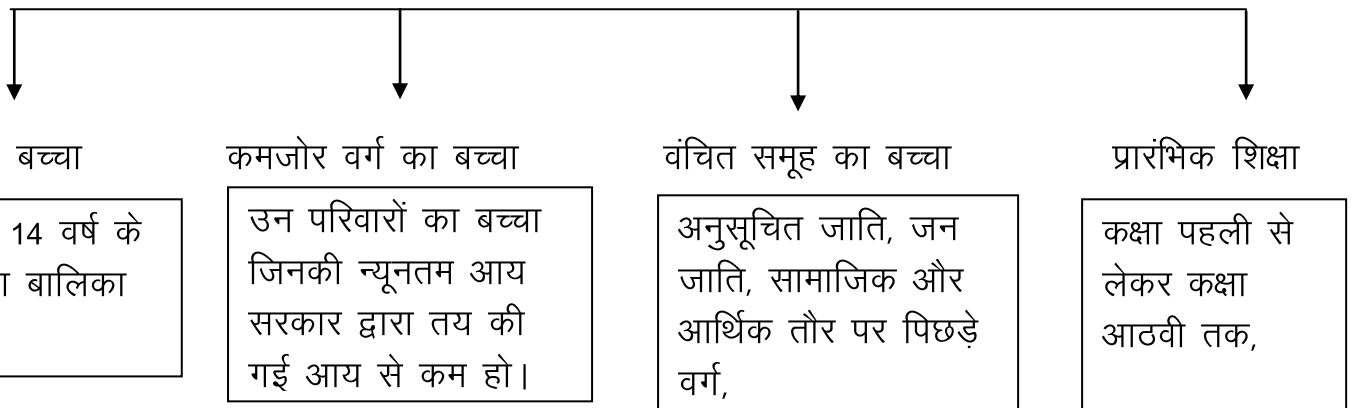 बच्चा
14 वर्ष के
बालिका
कमजोर वर्ग का बच्चा
उन परिवारों का बच्चा
जिनकी न्यूनतम आय
सरकार द्वारा तय की
गई आय से कम हो।
वंचित समूह का बच्चा
अनुसूचित जाति, जन
जाति, सामाजिक और
आर्थिक तौर पर पिछड़े
वर्ग,
प्रारंभिक शिक्षा
कक्षा पहली से
लेकर कक्षा
आठवी तक,